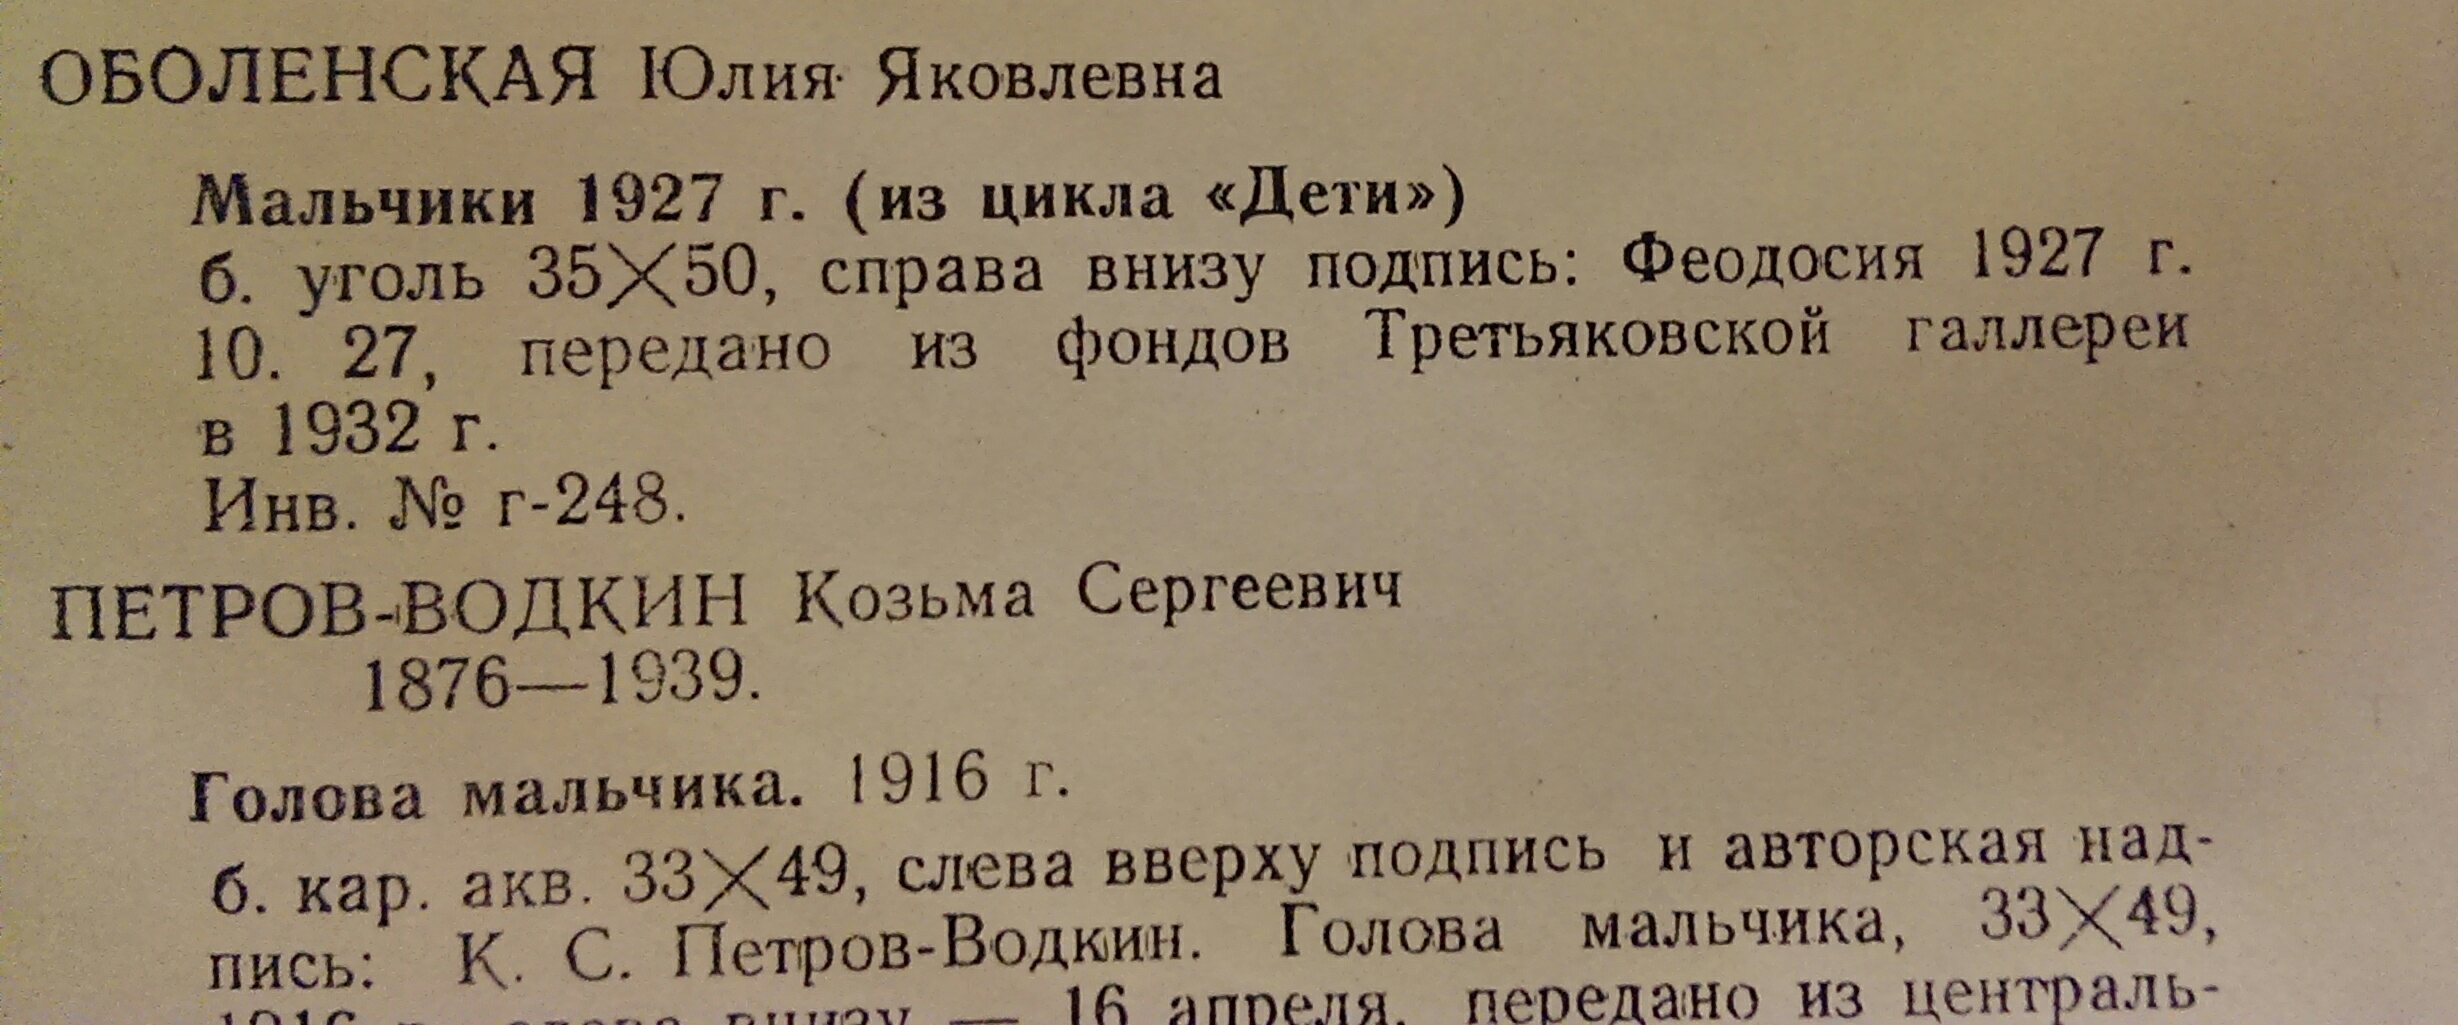 ОБОЛЕНСКАЯ Юлия Яковлевна
Мальчики 1927 г. (из цикла «Дети»)
б. уголь 35×50, справа внизу подпись: Феодосия 1927 г.
10. 27, передано из фондов Третьяковской галлереи
в 1932 г.
Инв. № г-248.
ПЕТРОВ-ВОДКИН Козьма Сергеевич
1876—1939.
Голова мальчика. 1916 г.
б. кар. акв. 33×49, слева вверху подпись и авторская над-
пись: К. С. Петров-Водкин. Голова мальчика, 33×49,
1916 г., слева внизу — 16 апреля, передано из централь-